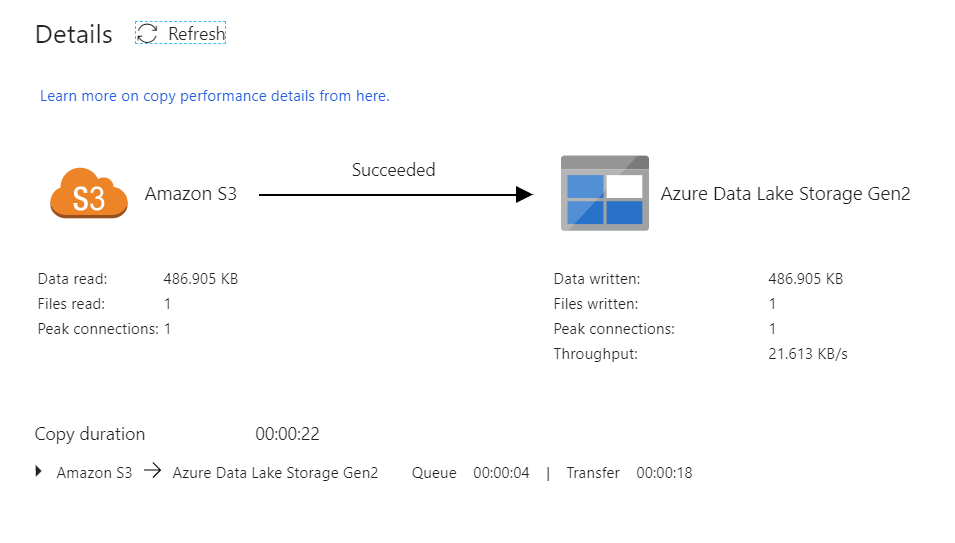 Details Refresh
Learn more on copy performance details from here.
Succeeded
S3 Amazon S3 Azure Data Lake Storage Gen2
Data read: 486.905 KB Data written: 486.905 KB
Files read: 1 Files written: 1
Peak connections: 1 Peak connections: 1
Throughput: 21.613 KB/s
Copy duration 00:00:22
Amazon S3 → Azure Data Lake Storage Gen2 Queue 00:00:04 | Transfer 00:00:18